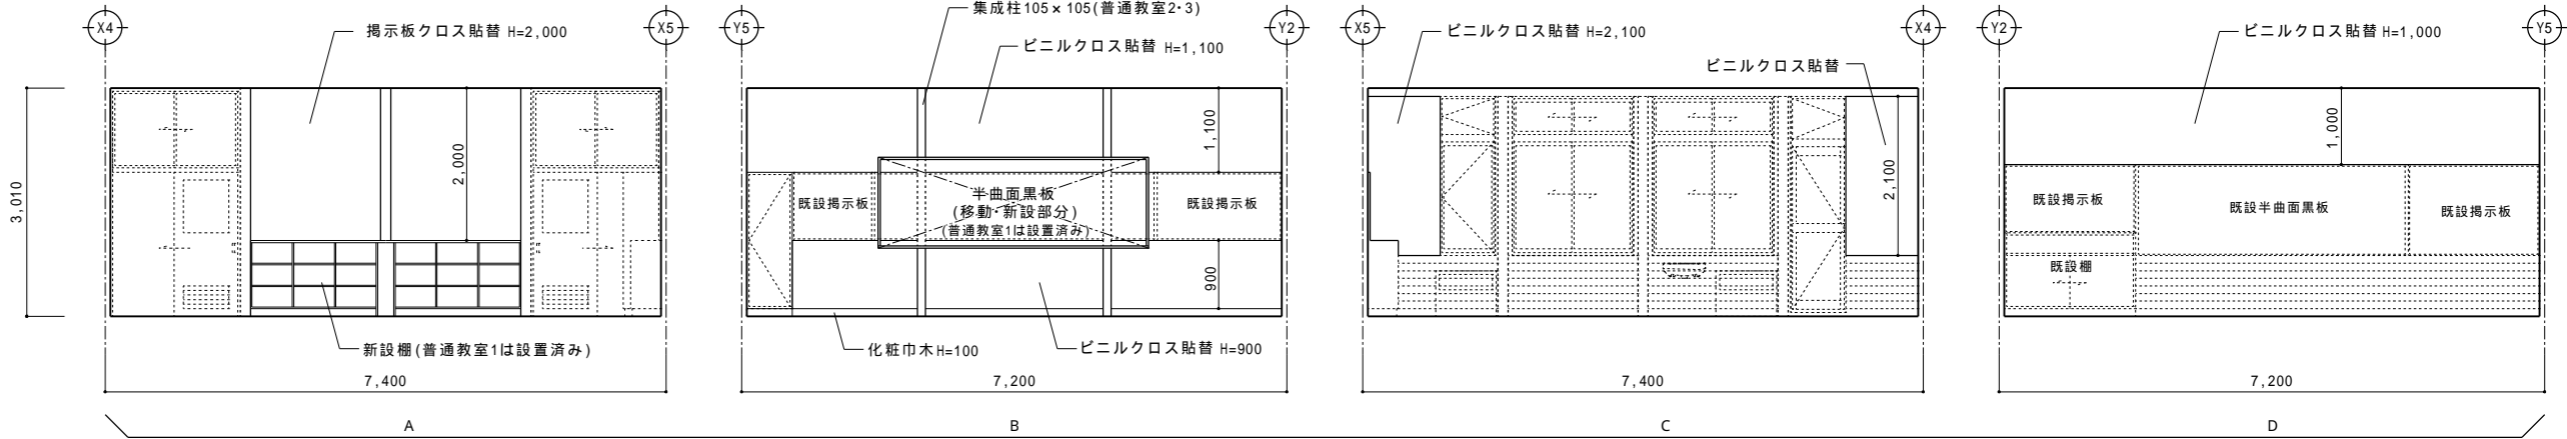 X4
X5
掲示板クロス貼替 H=2,000
3,010
2,000
新設棚(普通教室1は設置済み)
7,400
A
Y5
Y2
集成柱105×105(普通教室2・3)
ビニルクロス貼替 H=1,100
1,100
既設掲示板
半曲面黒板
(移動・新設部分)
(普通教室1は設置済み)
既設掲示板
900
化粧巾木H=100
ビニルクロス貼替 H=900
7,200
B
X5
X4
ビニルクロス貼替 H=2,100
ビニルクロス貼替
2,100
7,400
C
Y2
Y5
ビニルクロス貼替 H=1,000
1,000
既設掲示板
既設半曲面黒板
既設掲示板
既設棚
7,200
D